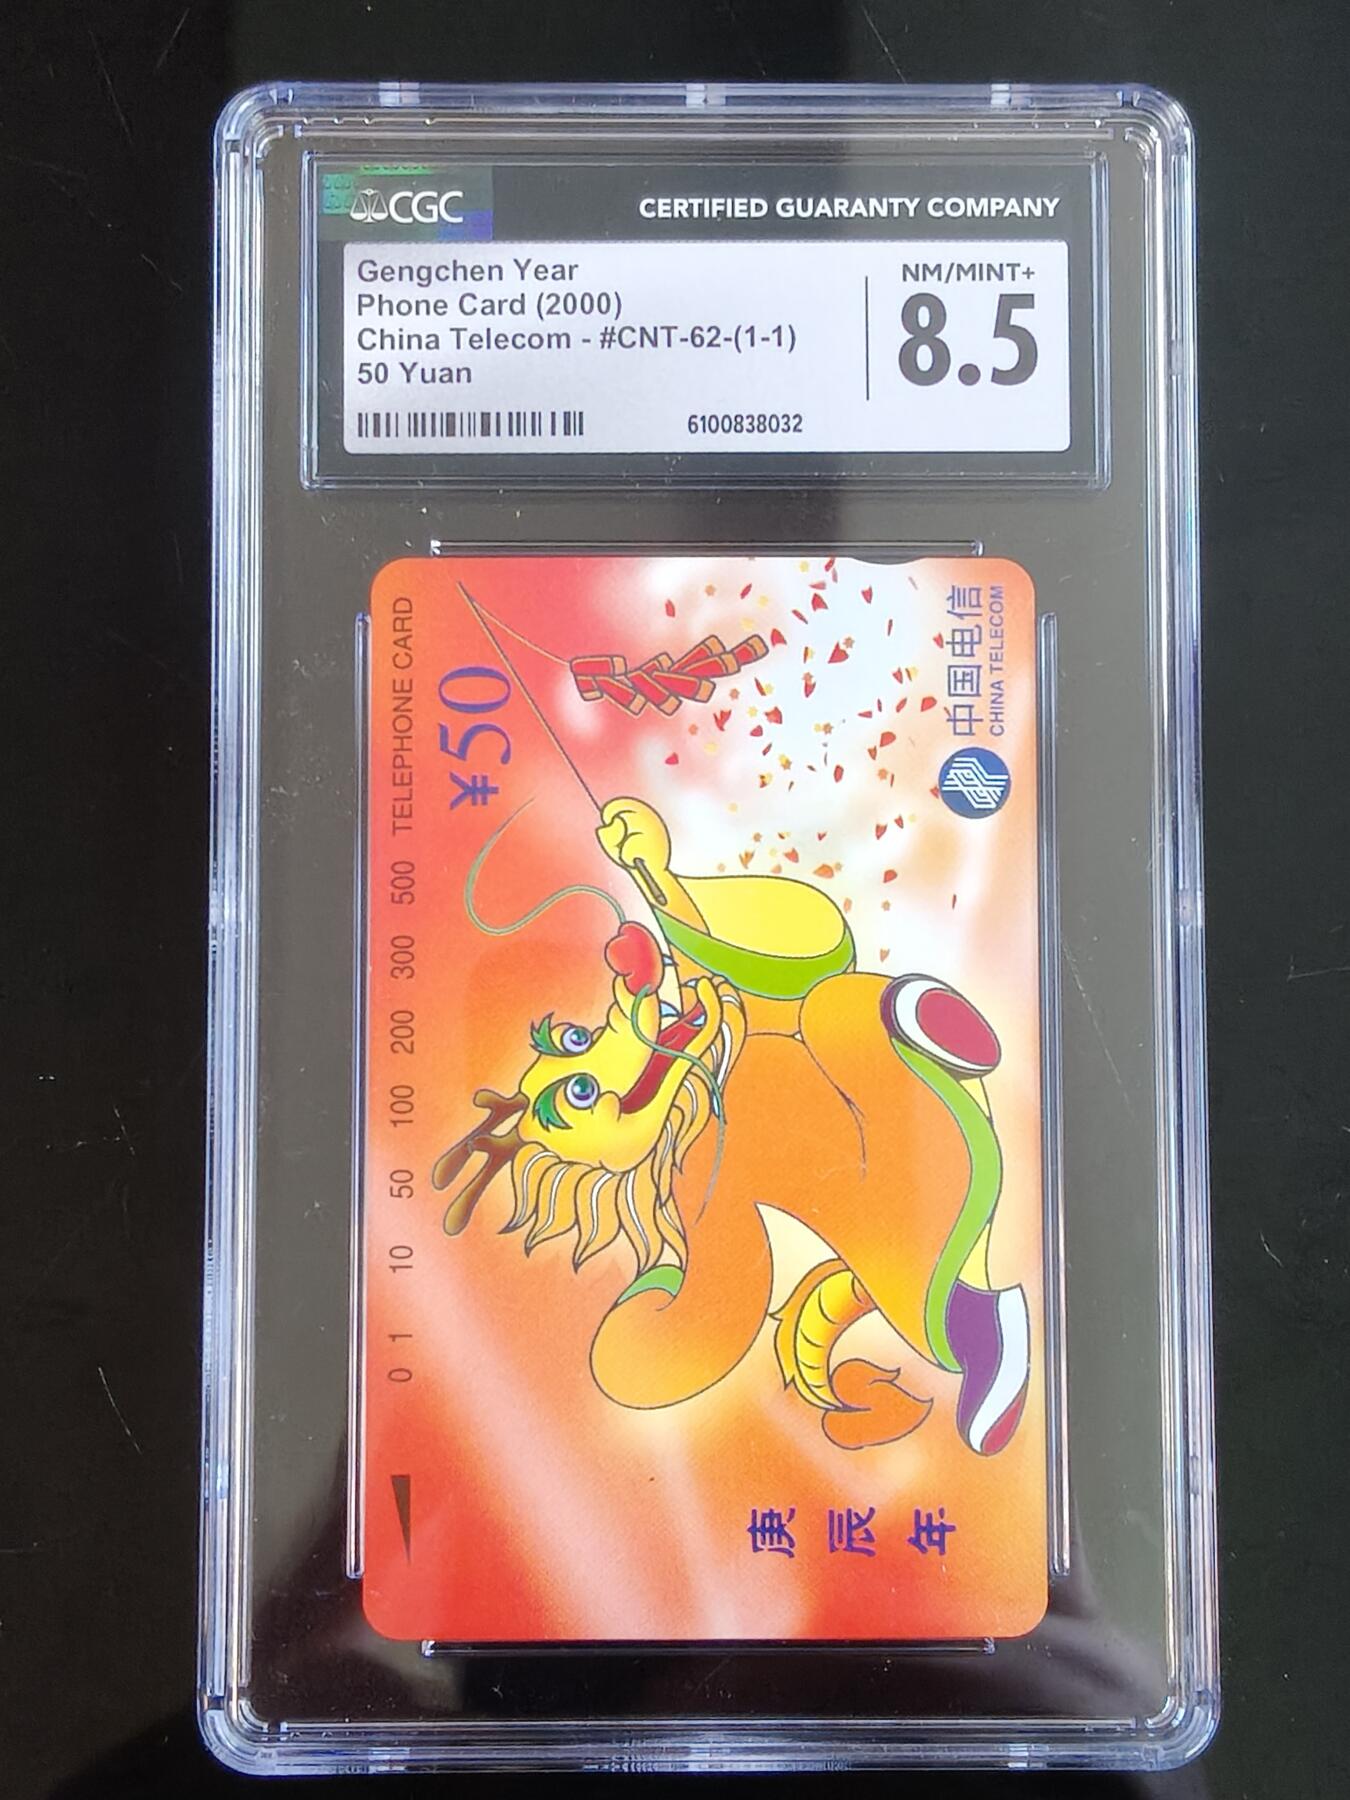 CGC
CERTIFIED GUARANTY COMPANY
Gengchen Year
Phone Card (2000)
China Telecom - #CNT-62-(1-1)
50 Yuan
NM/MINT+
8.5
6100838032
0 1 10 50 100 200 300 500 TELEPHONE CARD
¥50
中国电信
CHINA TELECOM
庚辰年